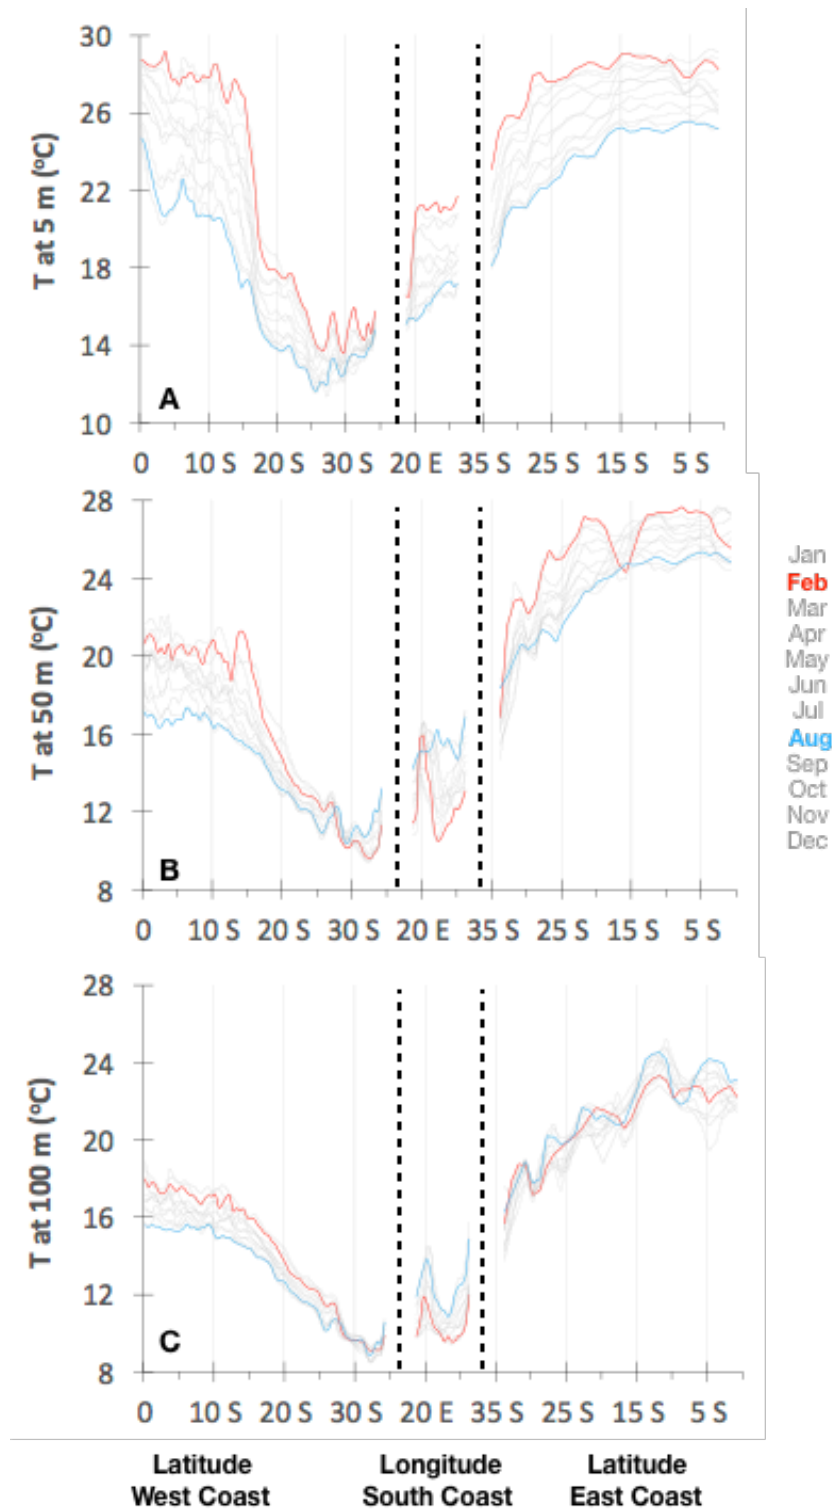 T at 5 m (ºC)
30
26
22
18
14
10
A
0 10 S 20 S 30 S 20 E 35 S 25 S 15 S 5 S
T at 50 m (ºC)
28
24
20
16
12
8
B
0 10 S 20 S 30 S 20 E 35 S 25 S 15 S 5 S
Jan
Feb
Mar
Apr
May
Jun
Jul
Aug
Sep
Oct
Nov
Dec
T at 100 m (ºC)
28
24
20
16
12
8
C
0 10 S 20 S 30 S 20 E 35 S 25 S 15 S 5 S
Latitude Longitude Latitude
West Coast South Coast East Coast